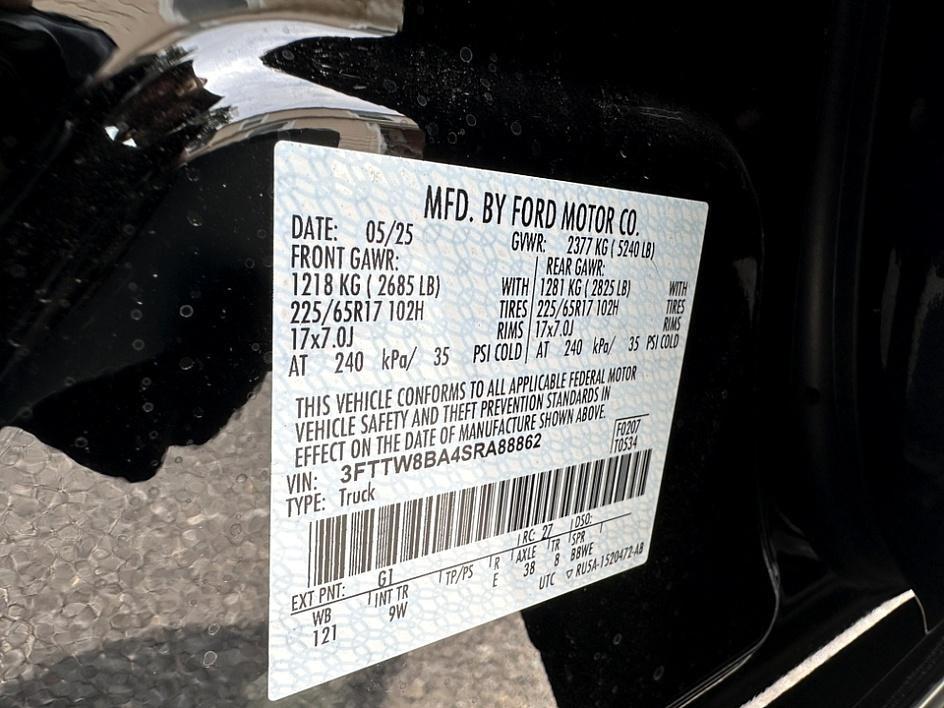 MFD. BY FORD MOTOR CO.
DATE: 05/25 GVWR: 2377 KG ( 5240 LB)
FRONT GAWR: REAR GAWR:
1218 KG ( 2685 LB) WITH 1281 KG ( 2825 LB) WITH
225/65R17 102H TIRES 225/65R17 102H TIRES
17x7.0J RIMS 17x7.0J RIMS
AT 240 kPa/ 35 PSI COLD AT 240 kPa/ 35 PSI COLD
THIS VEHICLE CONFORMS TO ALL APPLICABLE FEDERAL MOTOR
VEHICLE SAFETY AND THEFT PREVENTION STANDARDS IN
EFFECT ON THE DATE OF MANUFACTURE SHOWN ABOVE.
F0207
VIN: 3FTTW8BA4SRA88862 T0534
TYPE: Truck
EXT PNT: G1 RC: 27 DSO:
WB INT TR TP/PS R AXLE TR SPR
121 9W E 38 8 BBWE
UTC ▽ RU5A-1520472-AB